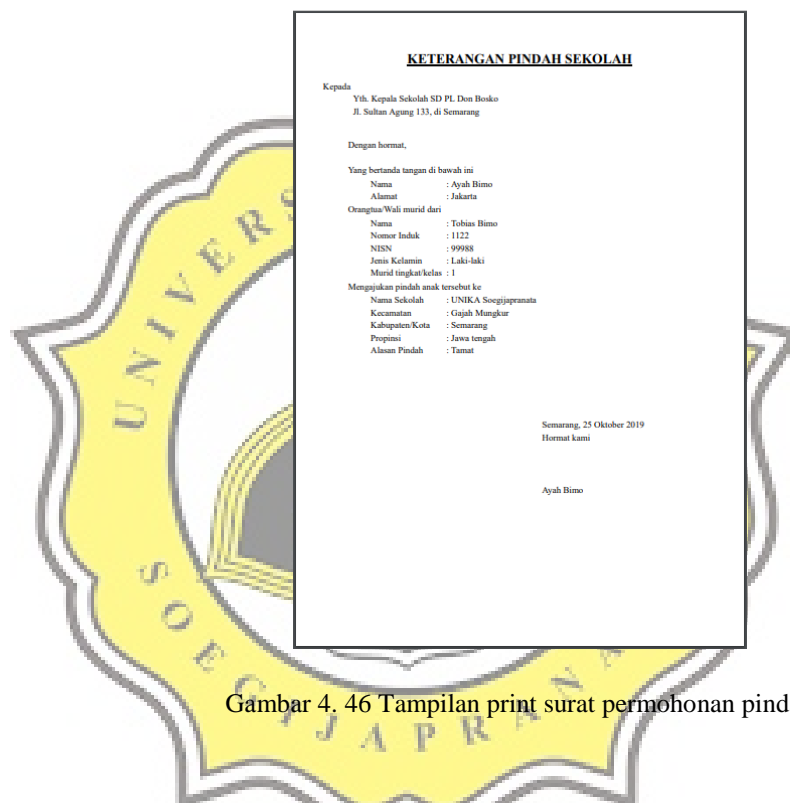 KETERANGAN PINDAH SEKOLAH
Kepada
Yth. Kepala Sekolah SD PL Don Bosko
Jl. Sultan Agung 133, di Semarang
Dengan hormat,
Yang bertanda tangan di bawah ini
Nama : Ayah Bimo
Alamat : Jakarta
Orangtua/Wali murid dari
Nama : Tobias Bimo
Nomor Induk : 1122
NISN : 99988
Jenis Kelamin : Laki-laki
Murid tingkat/kelas : 1
Mengajukan pindah anak tersebut ke
Nama Sekolah : UNIKA Soegijapranata
Kecamatan : Gajah Mungkur
Kabupaten/Kota : Semarang
Propinsi : Jawa tengah
Alasan Pindah : Tamat
Semarang, 25 Oktober 2019
Hormat kami
Ayah Bimo
Gambar 4. 46 Tampilan print surat permohonan pind
UNIVERS
SOEGIJAPRANA